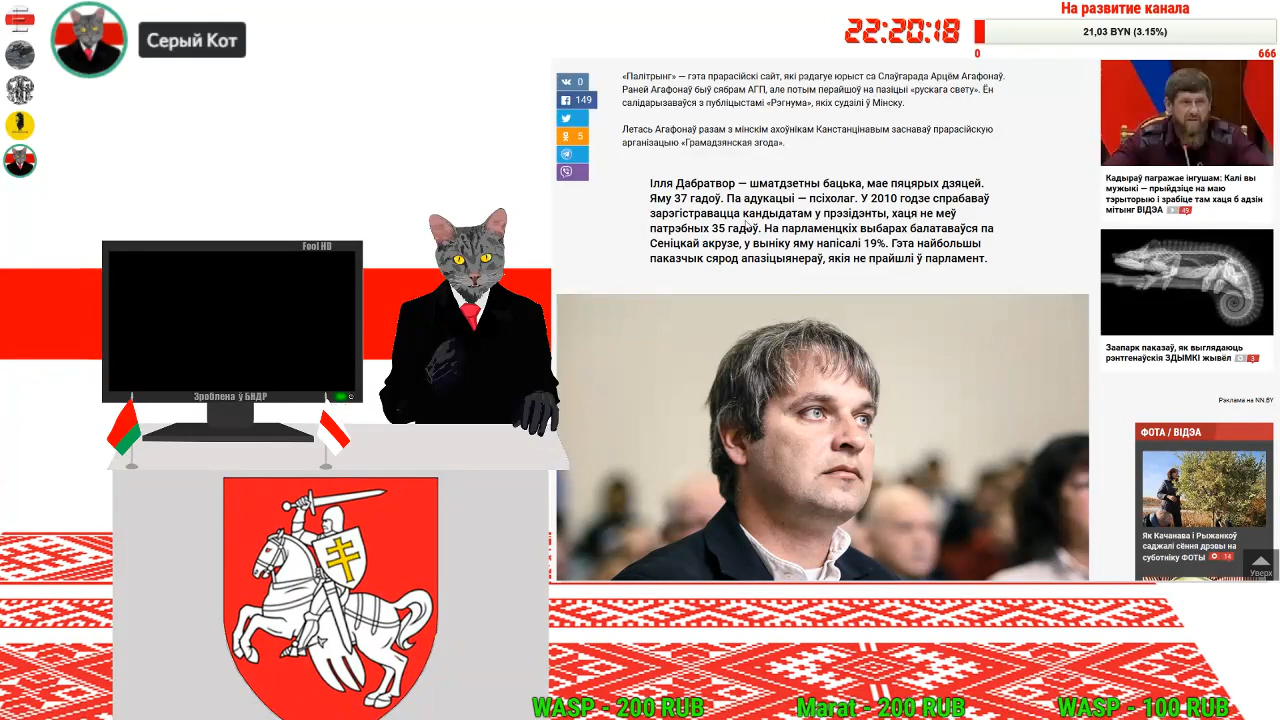 Серый Кот
22:20:18
На развитие канала
21,03 BYN (3.15%)
0
666
0
149
5
«Палітрынг» — гэта прарасійскі сайт, які рэдагуе юрыст са Слаўгарада Арцём Агафонаў.
Раней Агафонаў быў сябрам АГП, але потым перайшоў на пазіцыі «рускага свету». Ён
салідарызаваўся з публіцыстамі «Рэгнума», якіх судзілі ў Мінску.
Летась Агафонаў разам з мінскім ахоўнікам Канстанцінавым заснаваў прарасійскую
арганізацыю «Грамадзянская згода».
Ілля Дабратвор — шматдзетны бацька, мае пяцярых дзяцей.
Яму 37 гадоў. Па адукацыі — псіхолаг. У 2010 годзе спрабаваў
зарэгістравацца кандыдатам у прэзідэнты, хаця не меў
патрэбных 35 гадоў. На парламенцкіх выбарах балатаваўся па
Сеніцкай акрузе, у выніку яму напісалі 19%. Гэта найбольшы
паказчык сярод апазіцыянераў, якія не прайшлі ў парламент.
Кадыраў пагражае інгушам: Калі вы
мужыкі — прыйдзіце на маю
тэрыторыю і зрабіце там хаця б адзін
мітынг ВІДЭА 49
Заапарк паказаў, як выглядаюць
рэнтгенаўскія ЗДЫМКІ жывёл 3
Рэклама на NN.BY
ФОТА / ВІДЭА
Як Качанава і Рыжанкоў
саджалі сёння дрэвы на
суботніку ФОТЫ 14
Уверх
Fool HD
Зроблена ў БНДР
WASP - 200 RUB
Marat - 200 RUB
WASP - 100 RUB